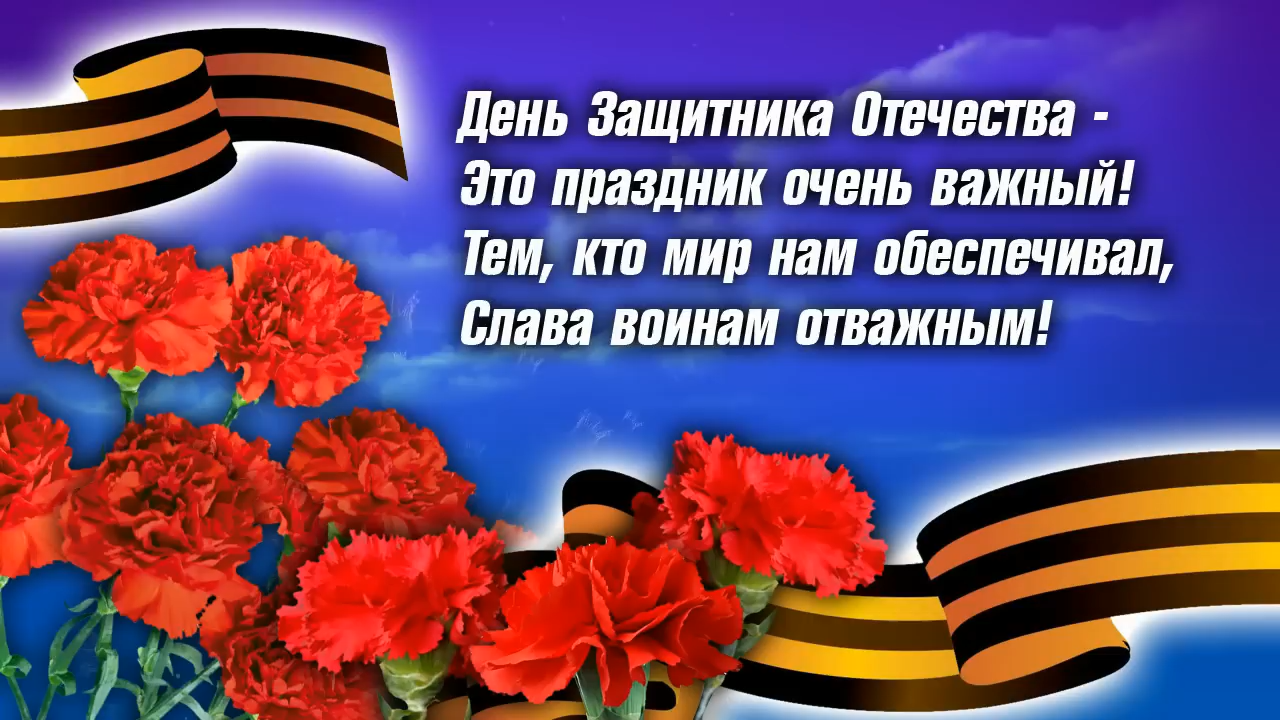 День Защитника Отечества -
Это праздник очень важный!
Тем, кто мир нам обеспечивал,
Слава воинам отважным!